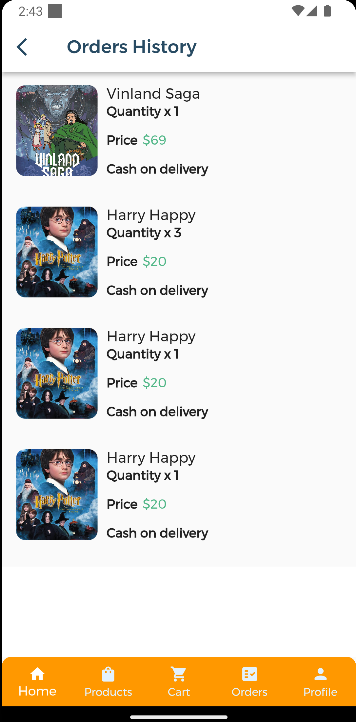 2:43
Orders History
Vinland Saga
Quantity x 1
Price $69
Cash on delivery
VINLAND
SAGA
Harry Happy
Quantity x 3
Price $20
Cash on delivery
Harry Potter
Harry Happy
Quantity x 1
Price $20
Cash on delivery
Harry Potter
Harry Happy
Quantity x 1
Price $20
Cash on delivery
Harry Potter
Home Products Cart Orders Profile